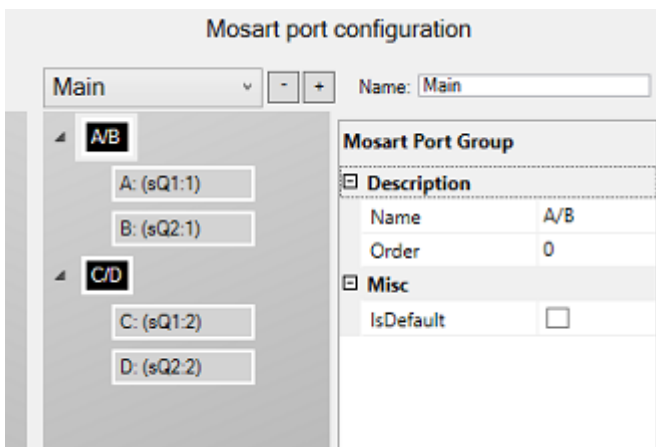 Mosart port configuration
Main - + Name: Main
A/B
A: (sQ1:1)
B: (sQ2:1)
C/D
C: (sQ1:2)
D: (sQ2:2)
Mosart Port Group
Description
Name A/B
Order 0
Misc
IsDefault